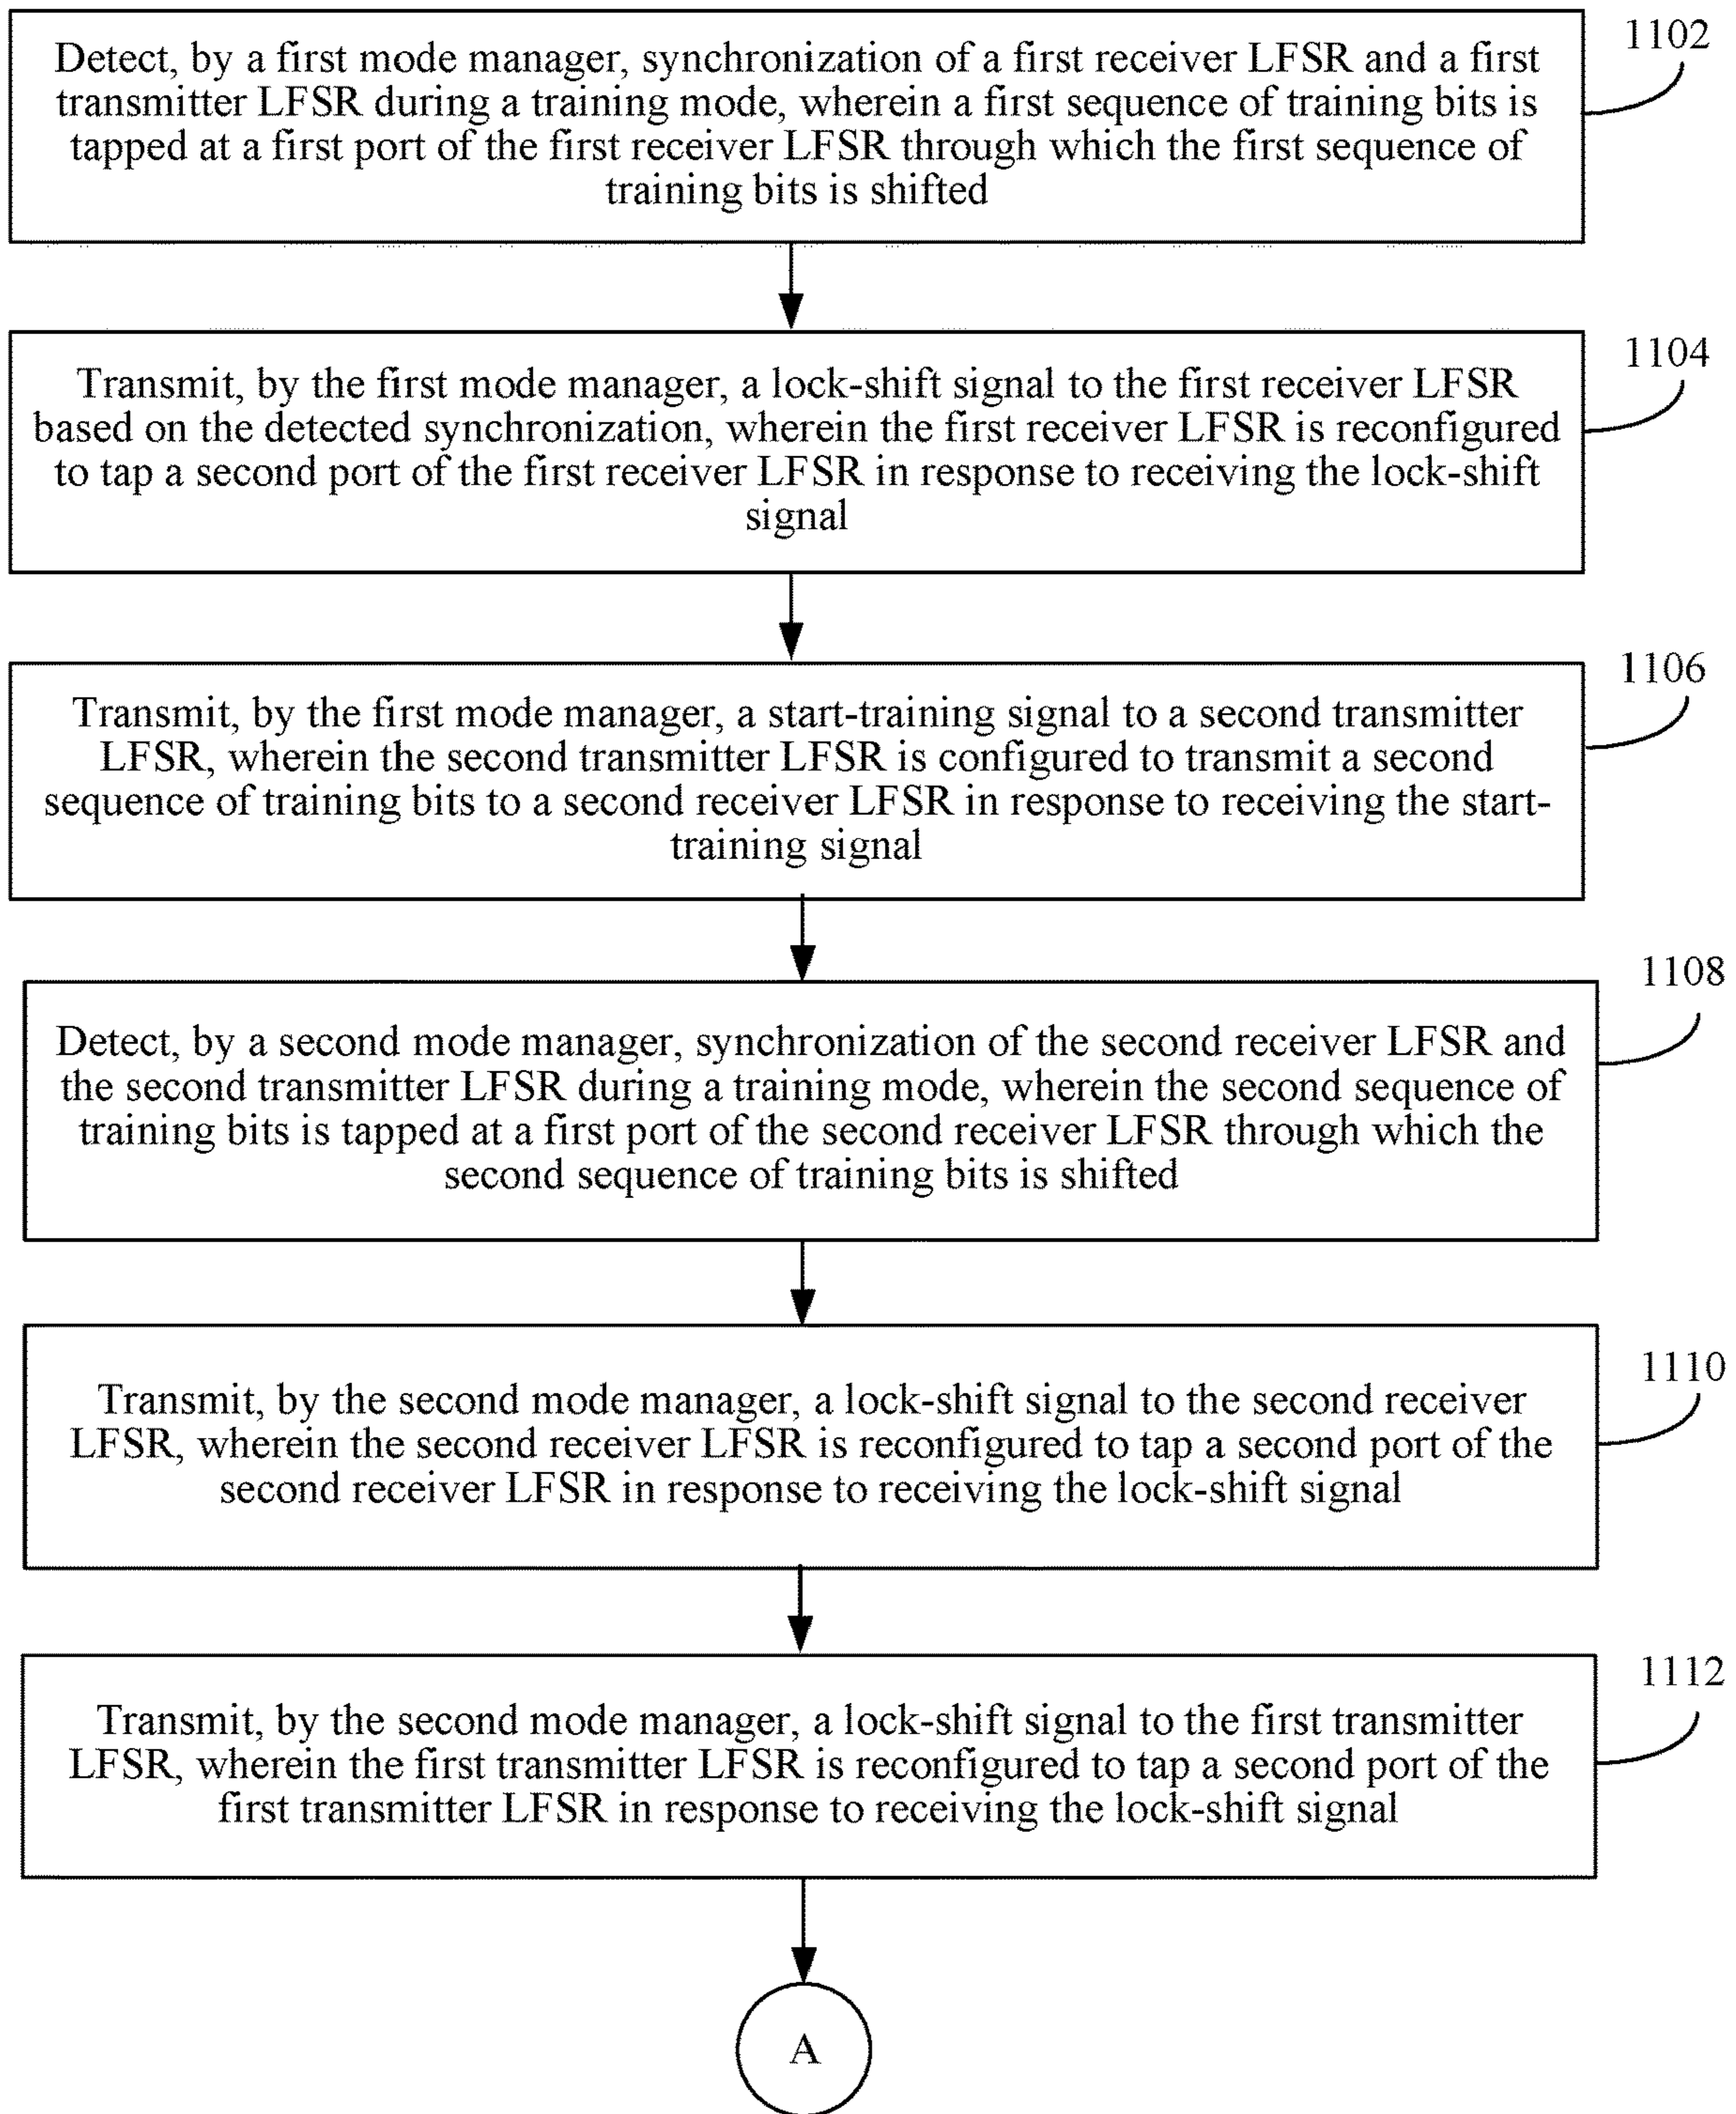 1102
Detect, by a first mode manager, synchronization of a first receiver LFSR and a first
transmitter LFSR during a training mode, wherein a first sequence of training bits is
tapped at a first port of the first receiver LFSR through which the first sequence of
training bits is shifted
1104
Transmit, by the first mode manager, a lock-shift signal to the first receiver LFSR
based on the detected synchronization, wherein the first receiver LFSR is reconfigured
to tap a second port of the first receiver LFSR in response to receiving the lock-shift
signal
1106
Transmit, by the first mode manager, a start-training signal to a second transmitter
LFSR, wherein the second transmitter LFSR is configured to transmit a second
sequence of training bits to a second receiver LFSR in response to receiving the start-
training signal
1108
Detect, by a second mode manager, synchronization of the second receiver LFSR and
the second transmitter LFSR during a training mode, wherein the second sequence of
training bits is tapped at a first port of the second receiver LFSR through which the
second sequence of training bits is shifted
1110
Transmit, by the second mode manager, a lock-shift signal to the second receiver
LFSR, wherein the second receiver LFSR is reconfigured to tap a second port of the
second receiver LFSR in response to receiving the lock-shift signal
1112
Transmit, by the second mode manager, a lock-shift signal to the first transmitter
LFSR, wherein the first transmitter LFSR is reconfigured to tap a second port of the
first transmitter LFSR in response to receiving the lock-shift signal
A